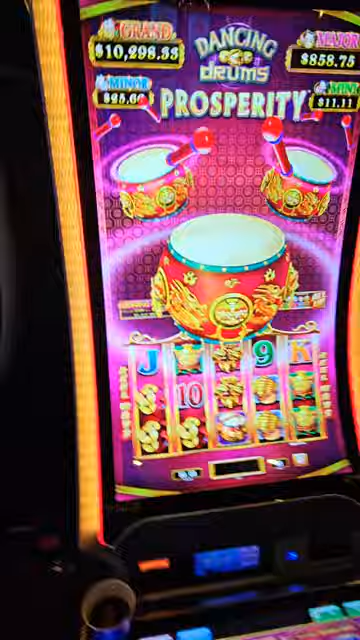 GRAND
$10,298.33
DANCING
DRUMS
PROSPERITY
MAJOR
$858.75
MINOR
MINI
$11.11
J
9
K
10